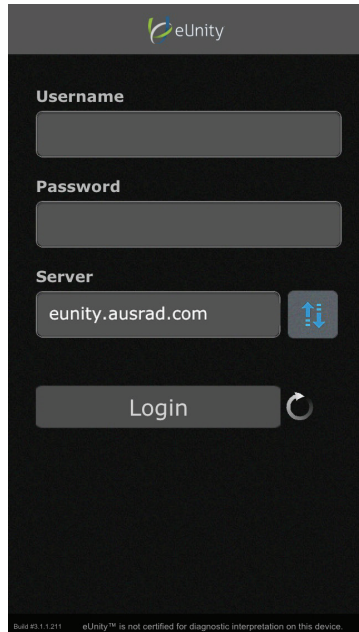 eUnity
Username
Password
Server
eunity.ausrad.com
Login
Build #3.1.1.211 eUnity™ is not certified for diagnostic interpretation on this device.